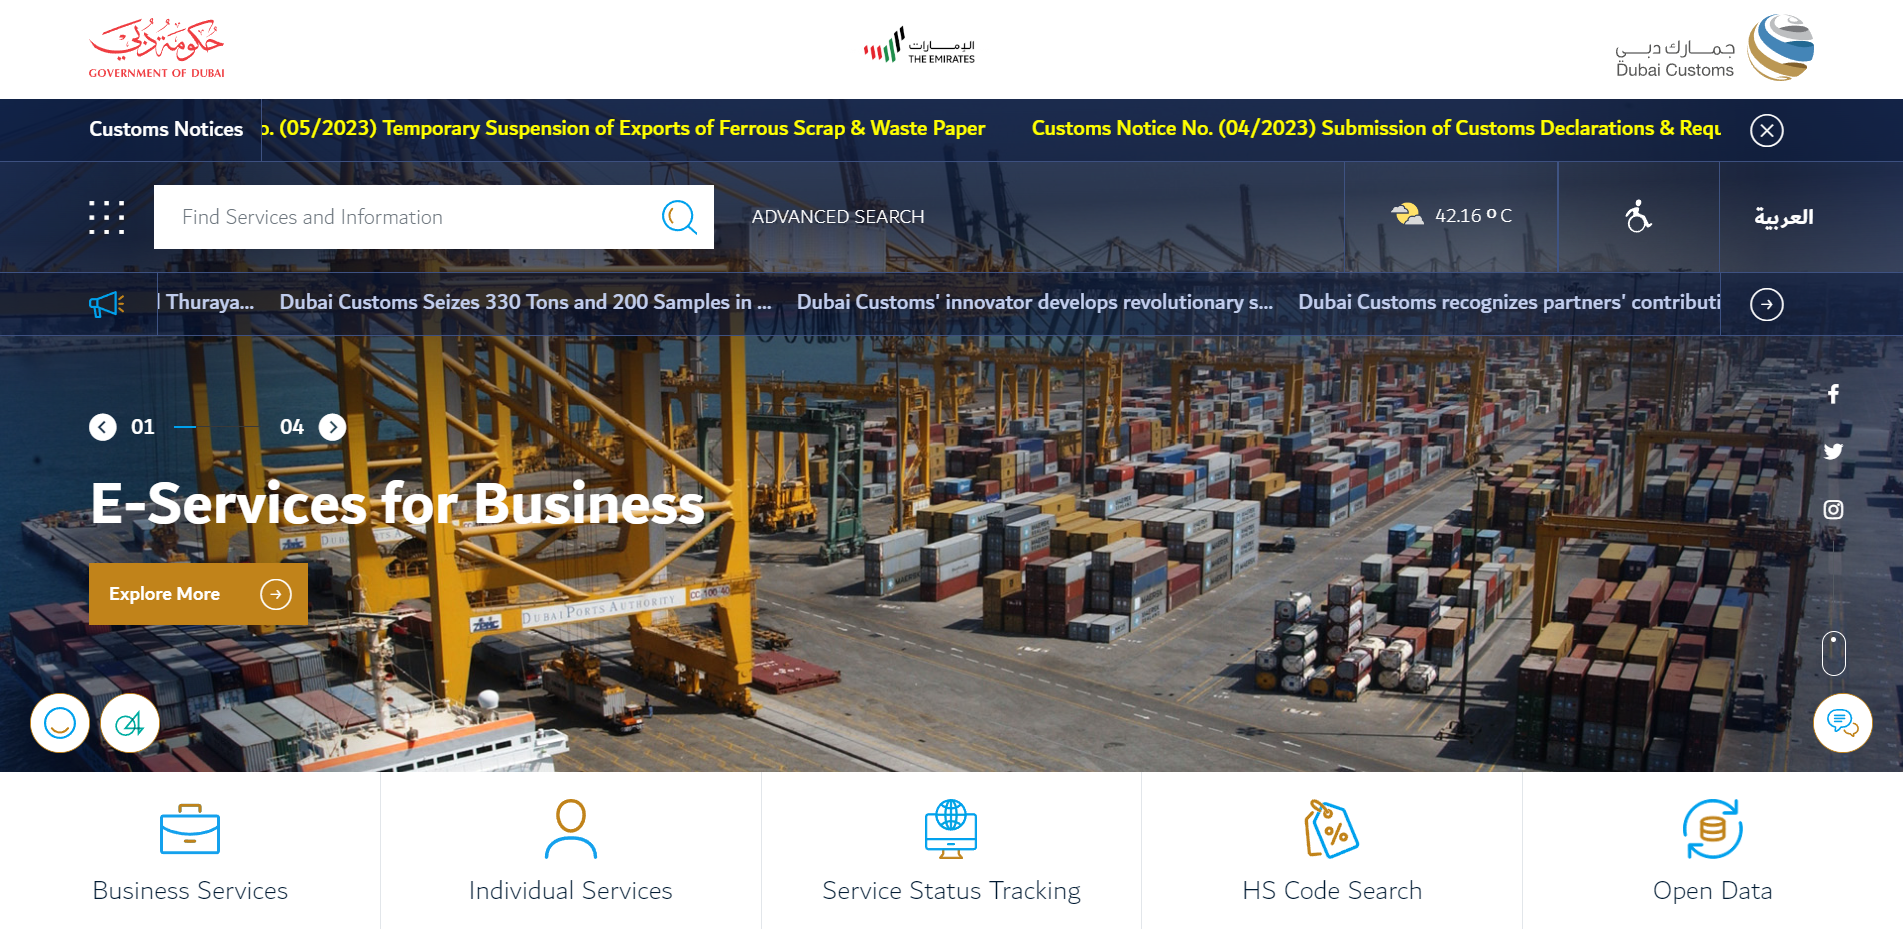 حكومة دبي
GOVERNMENT OF DUBAI
الإمارات
THE EMIRATES
جمارك دبي
Dubai Customs
Customs Notices
o. (05/2023) Temporary Suspension of Exports of Ferrous Scrap & Waste Paper
Customs Notice No. (04/2023) Submission of Customs Declarations & Requ
Find Services and Information
ADVANCED SEARCH
42.16 º C
العربية
l Thuraya...
Dubai Customs Seizes 330 Tons and 200 Samples in ...
Dubai Customs' innovator develops revolutionary s...
Dubai Customs recognizes partners' contributi
01
04
E-Services for Business
Explore More
DUBAI PORTS AUTHORITY
ZPMC
Business Services
Individual Services
Service Status Tracking
HS Code Search
Open Data